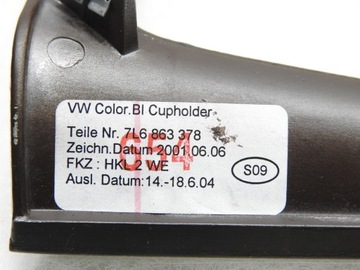 VW Color.Bl Cupholder
Teile Nr. 7L6 863 378
Zeichn.Datum 2001.06.06
FKZ : HKL 2 WE
Ausl. Datum:14.-18.6.04
S09
654